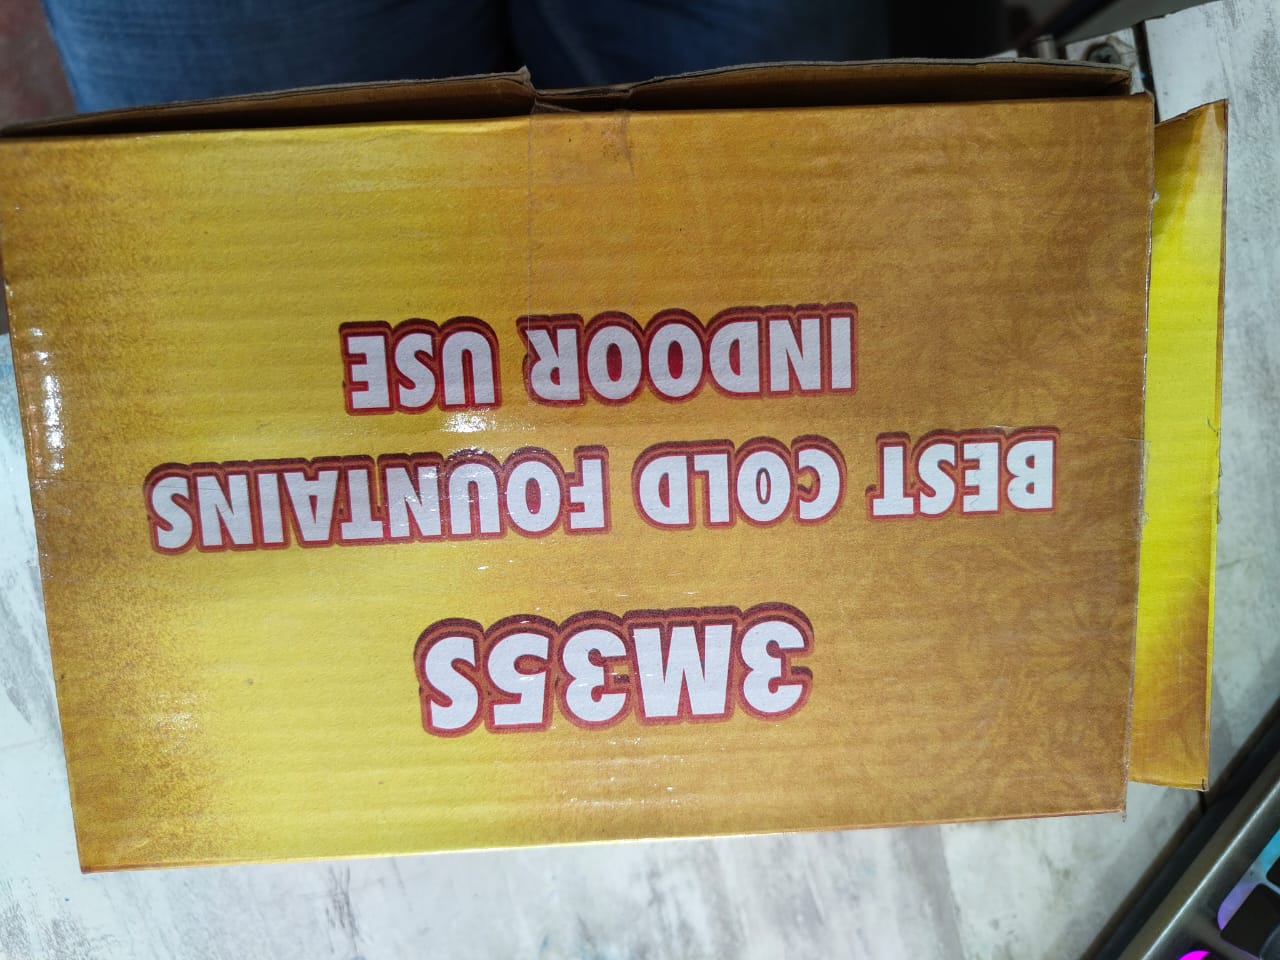 3M35S
BEST COLD FOUNTAINS
INDOOR USE